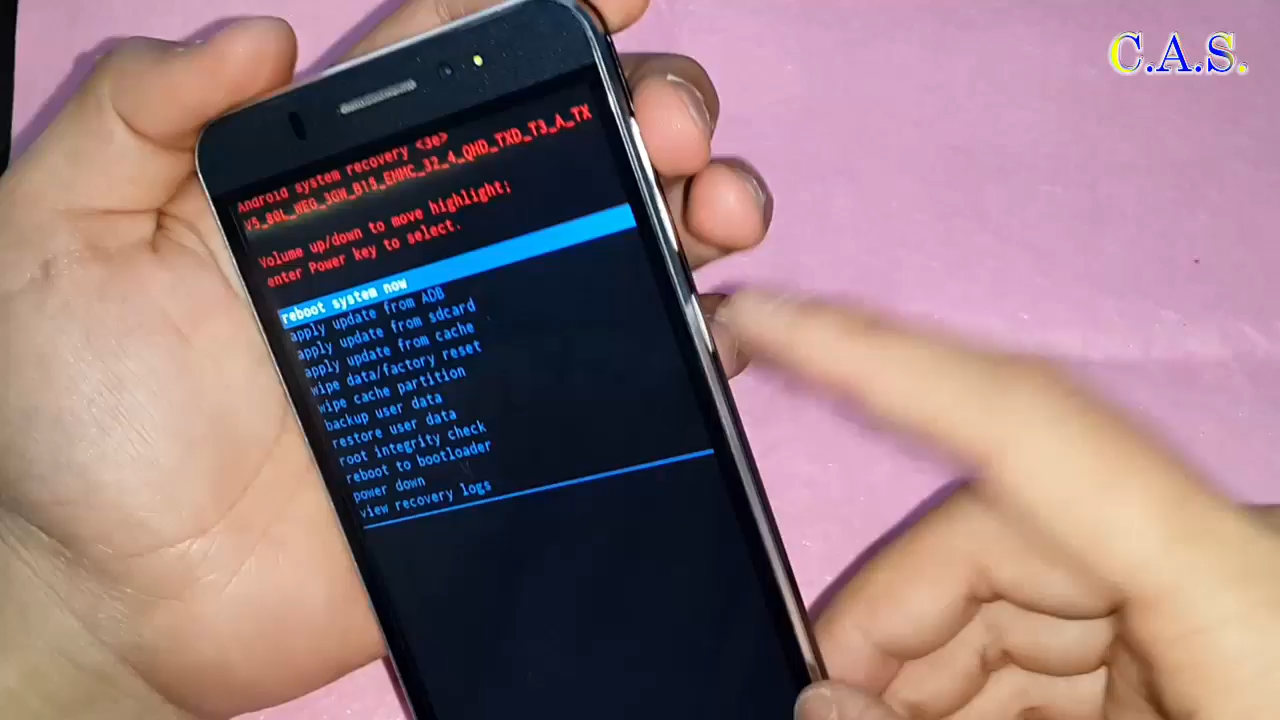 C.A.S.
Android system recovery <3e>
V5_80L_WEG_3GW_B15_EMMC_32_4_QHD_TXD_T3_A_TX
Volume up/down to move highlight;
enter Power key to select.
reboot system now
apply update from ADB
apply update from sdcard
apply update from cache
wipe data/factory reset
wipe cache partition
backup user data
restore user data
root integrity check
reboot to bootloader
power down
view recovery logs